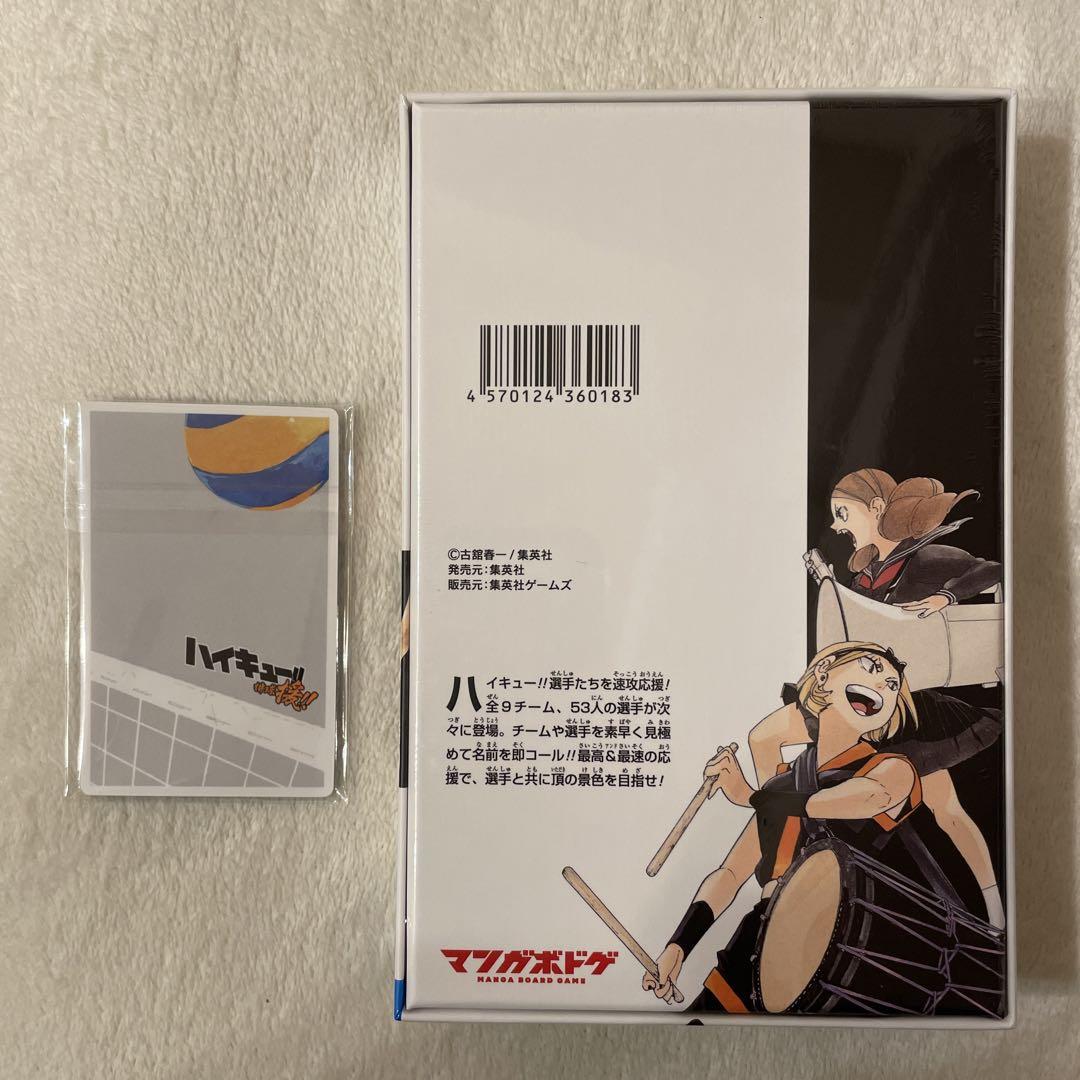 ハイキュー!!
排球援!!
4 570124 360183
©古舘春一/集英社
発売元:集英社
販売元:集英社ゲームズ
ハイキュー!!選手たちを速攻応援!
全9チーム、53人の選手が次
々に登場。チームや選手を素早く見極
めて名前を即コール!!最高&最速の応
援で、選手と共に頂の景色を目指せ!
マンガボドゲ
MANGA BOARD GAME